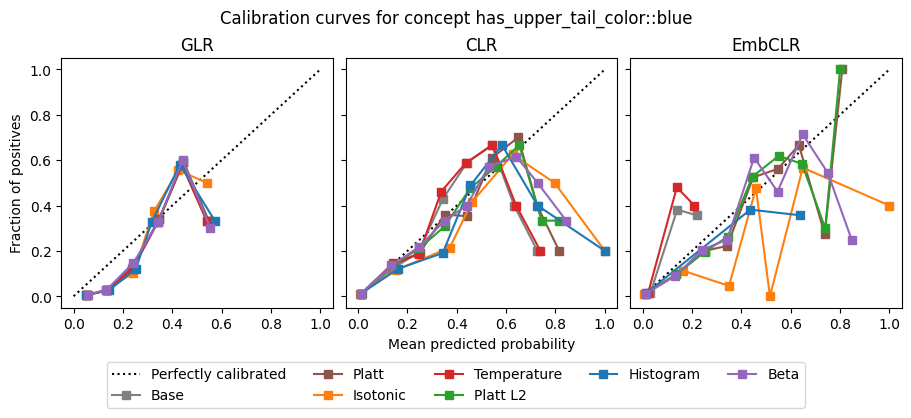 Calibration curves for concept has_upper_tail_color::blue
GLR
CLR
EmbCLR
Fraction of positives
1.0
0.8
0.6
0.4
0.2
0.0
0.0 0.2 0.4 0.6 0.8 1.0
0.0 0.2 0.4 0.6 0.8 1.0
0.0 0.2 0.4 0.6 0.8 1.0
Mean predicted probability
Perfectly calibrated
Base
Platt
Isotonic
Temperature
Platt L2
Histogram
Beta